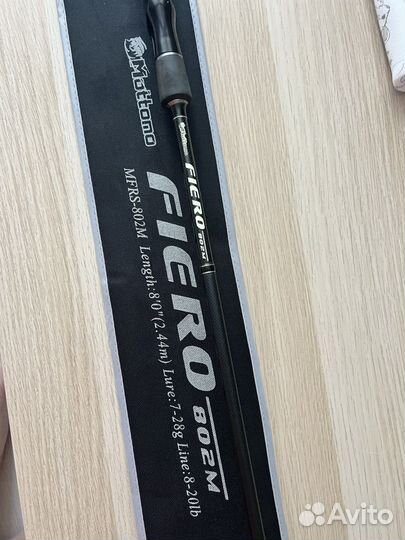 Mottomo
FIERO 802M
MFRS-802M Length:8'0"(2.44m) Lure:7-28g Line:8-20lb
FIERO 802M
Avito